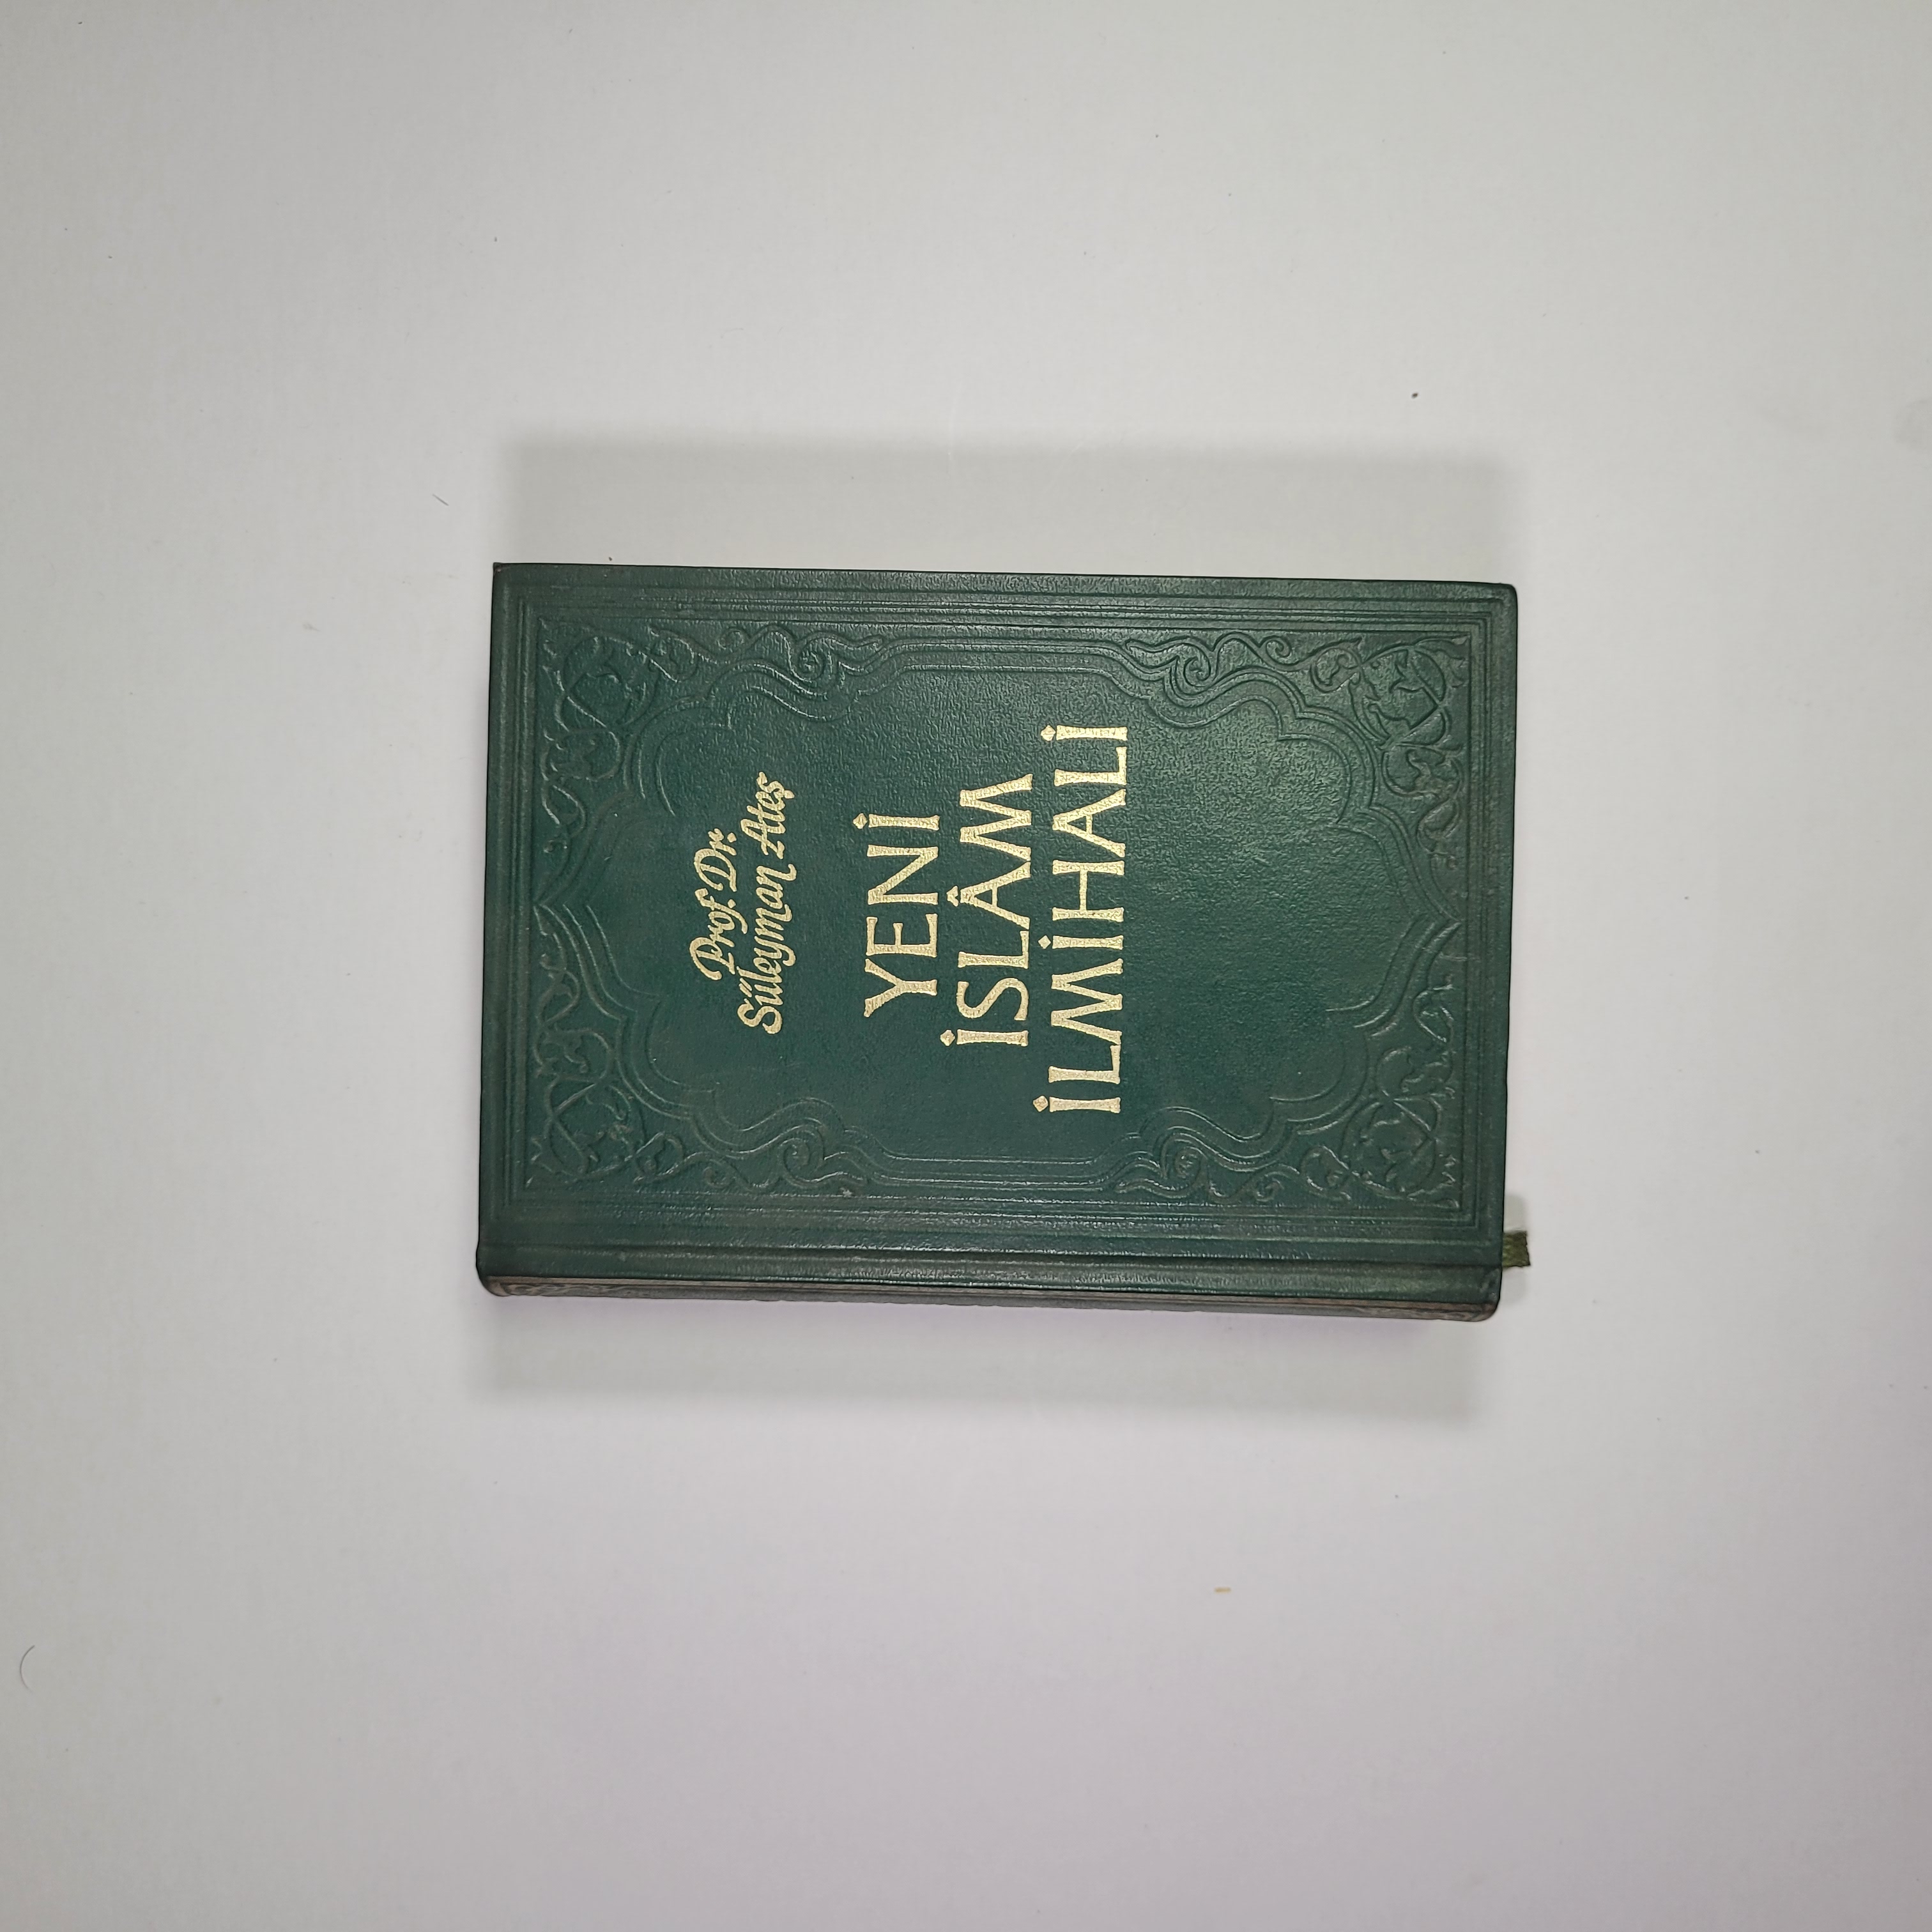 Prof. Dr.
Süleyman Ateş
YENİ
İSLÂM
İLMİHALİ